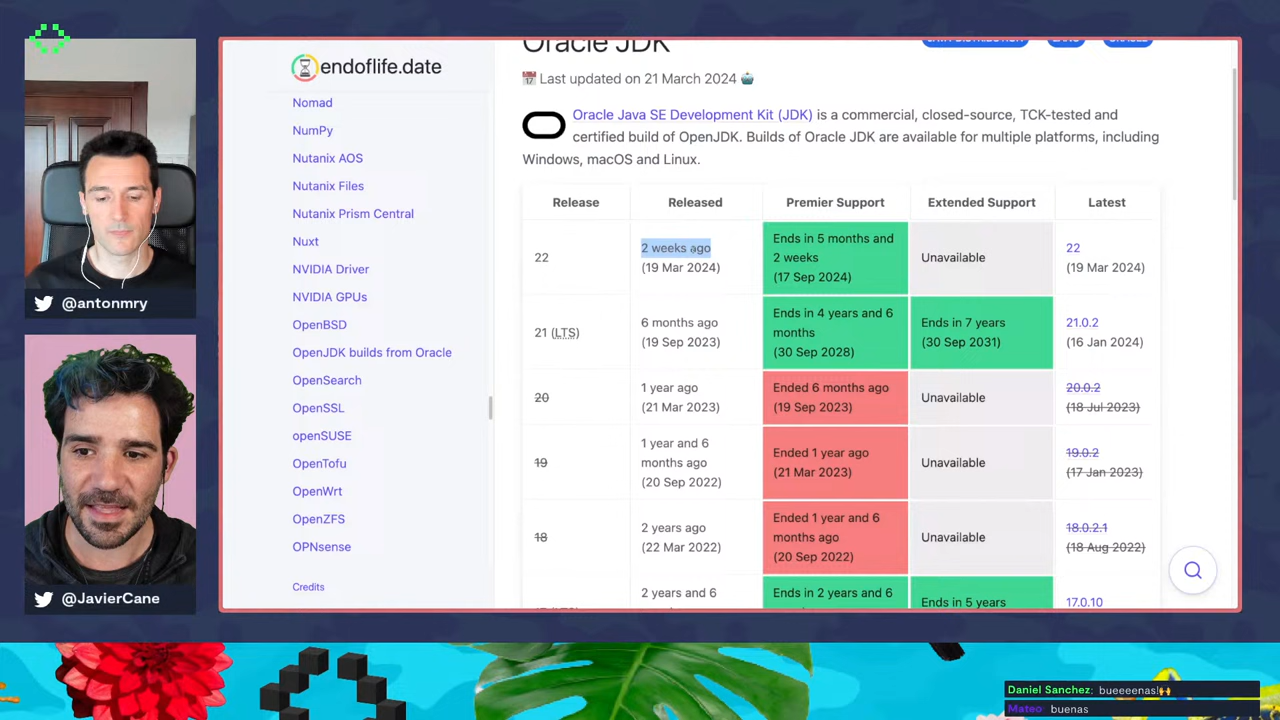 @antonmry
@JavierCane
endoflife.date
Nomad
NumPy
Nutanix AOS
Nutanix Files
Nutanix Prism Central
Nuxt
NVIDIA Driver
NVIDIA GPUs
OpenBSD
OpenJDK builds from Oracle
OpenSearch
OpenSSL
openSUSE
OpenTofu
OpenWrt
OpenZFS
OPNsense
Credits
Oracle JDK
Last updated on 21 March 2024
Oracle Java SE Development Kit (JDK) is a commercial, closed-source, TCK-tested and
certified build of OpenJDK. Builds of Oracle JDK are available for multiple platforms, including
Windows, macOS and Linux.
Release Released Premier Support Extended Support Latest
22
2 weeks ago
(19 Mar 2024)
Ends in 5 months and
2 weeks
(17 Sep 2024)
Unavailable
22
(19 Mar 2024)
21 (LTS)
6 months ago
(19 Sep 2023)
Ends in 4 years and 6
months
(30 Sep 2028)
Ends in 7 years
(30 Sep 2031)
21.0.2
(16 Jan 2024)
20
1 year ago
(21 Mar 2023)
Ended 6 months ago
(19 Sep 2023)
Unavailable
20.0.2
(18 Jul 2023)
19
1 year and 6
months ago
(20 Sep 2022)
Ended 1 year ago
(21 Mar 2023)
Unavailable
19.0.2
(17 Jan 2023)
18
2 years ago
(22 Mar 2022)
Ended 1 year and 6
months ago
(20 Sep 2022)
Unavailable
18.0.2.1
(18 Aug 2022)
2 years and 6
Ends in 2 years and 6
Ends in 5 years
17.0.10
Daniel Sanchez: bueeeenas!
Mateo: buenas